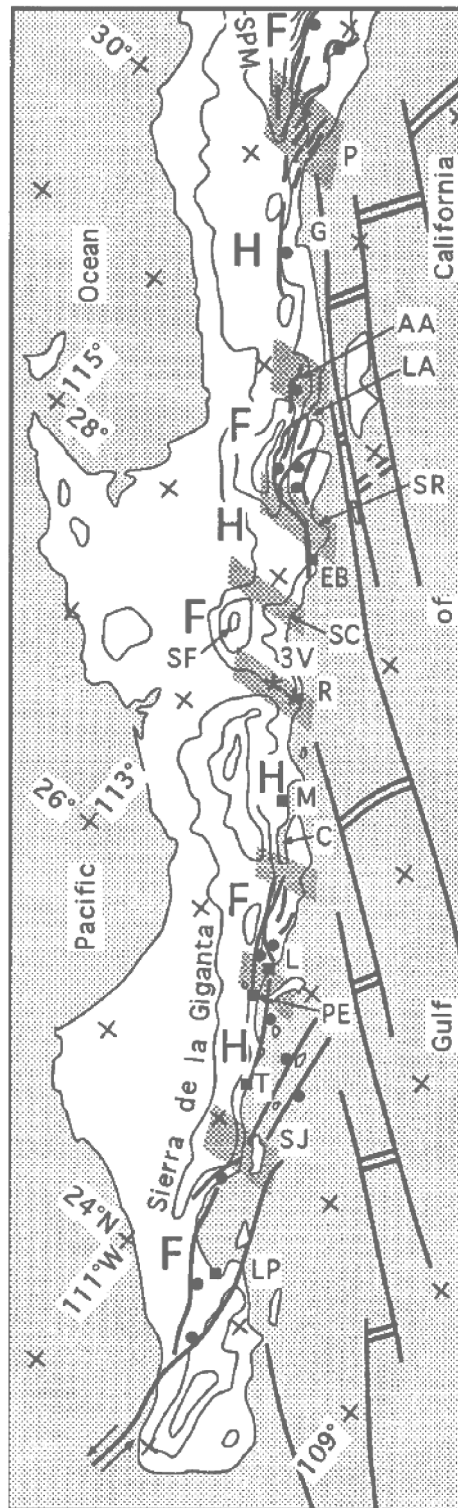 30°
SPM
F
P
California
G
H
Ocean
AA
LA
115°
28°
F
SR
H
EB
of
F
SC
SF
3V
R
26°
113°
H
M
C
Pacific
F
L
Sierra de la Giganta
PE
Gulf
H
T
SJ
24°N
111°W
F
LP
109°